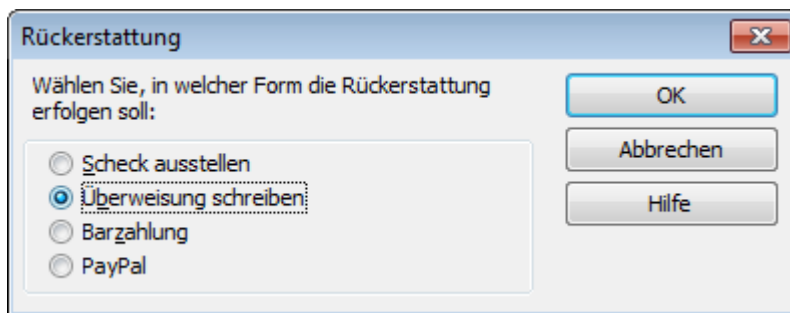 Rückerstattung
Wählen Sie, in welcher Form die Rückerstattung
erfolgen soll:
Scheck ausstellen
Überweisung schreiben
Barzahlung
PayPal
OK
Abbrechen
Hilfe